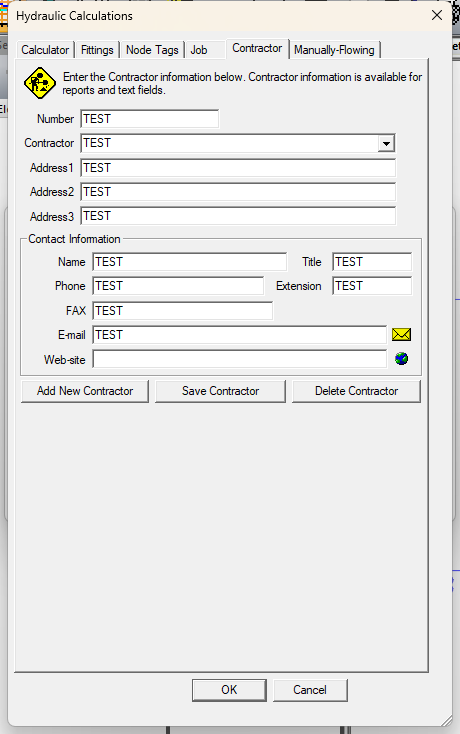 Hydraulic Calculations
Calculator Fittings Node Tags Job Contractor Manually-Flowing
Enter the Contractor information below. Contractor information is available for
reports and text fields.
Number TEST
Contractor TEST
Address1 TEST
Address2 TEST
Address3 TEST
Contact Information
Name TEST Title TEST
Phone TEST Extension TEST
FAX TEST
E-mail TEST
Web-site
Add New Contractor Save Contractor Delete Contractor
OK Cancel